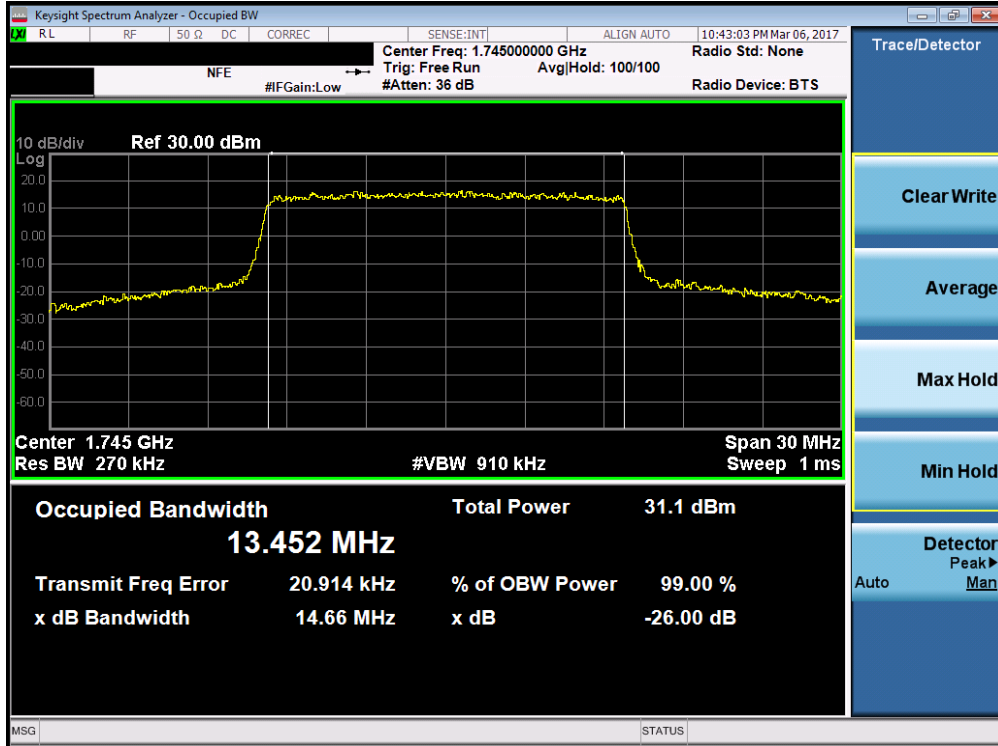 Keysight Spectrum Analyzer - Occupied BW
LXI RL RF 50 Ω DC CORREC SENSE:INT ALIGN AUTO 10:43:03 PM Mar 06, 2017
Center Freq: 1.745000000 GHz Radio Std: None
NFE Trig: Free Run Avg|Hold: 100/100
#IFGain:Low #Atten: 36 dB Radio Device: BTS
10 dB/div Ref 30.00 dBm
Log
20.0
10.0
0.00
-10.0
-20.0
-30.0
-40.0
-50.0
-60.0
Center 1.745 GHz Span 30 MHz
Res BW 270 kHz #VBW 910 kHz Sweep 1 ms
Occupied Bandwidth Total Power 31.1 dBm
13.452 MHz
Transmit Freq Error 20.914 kHz % of OBW Power 99.00 %
x dB Bandwidth 14.66 MHz x dB -26.00 dB
MSG STATUS
Trace/Detector
Clear Write
Average
Max Hold
Min Hold
Detector
Peak▶
Auto Man